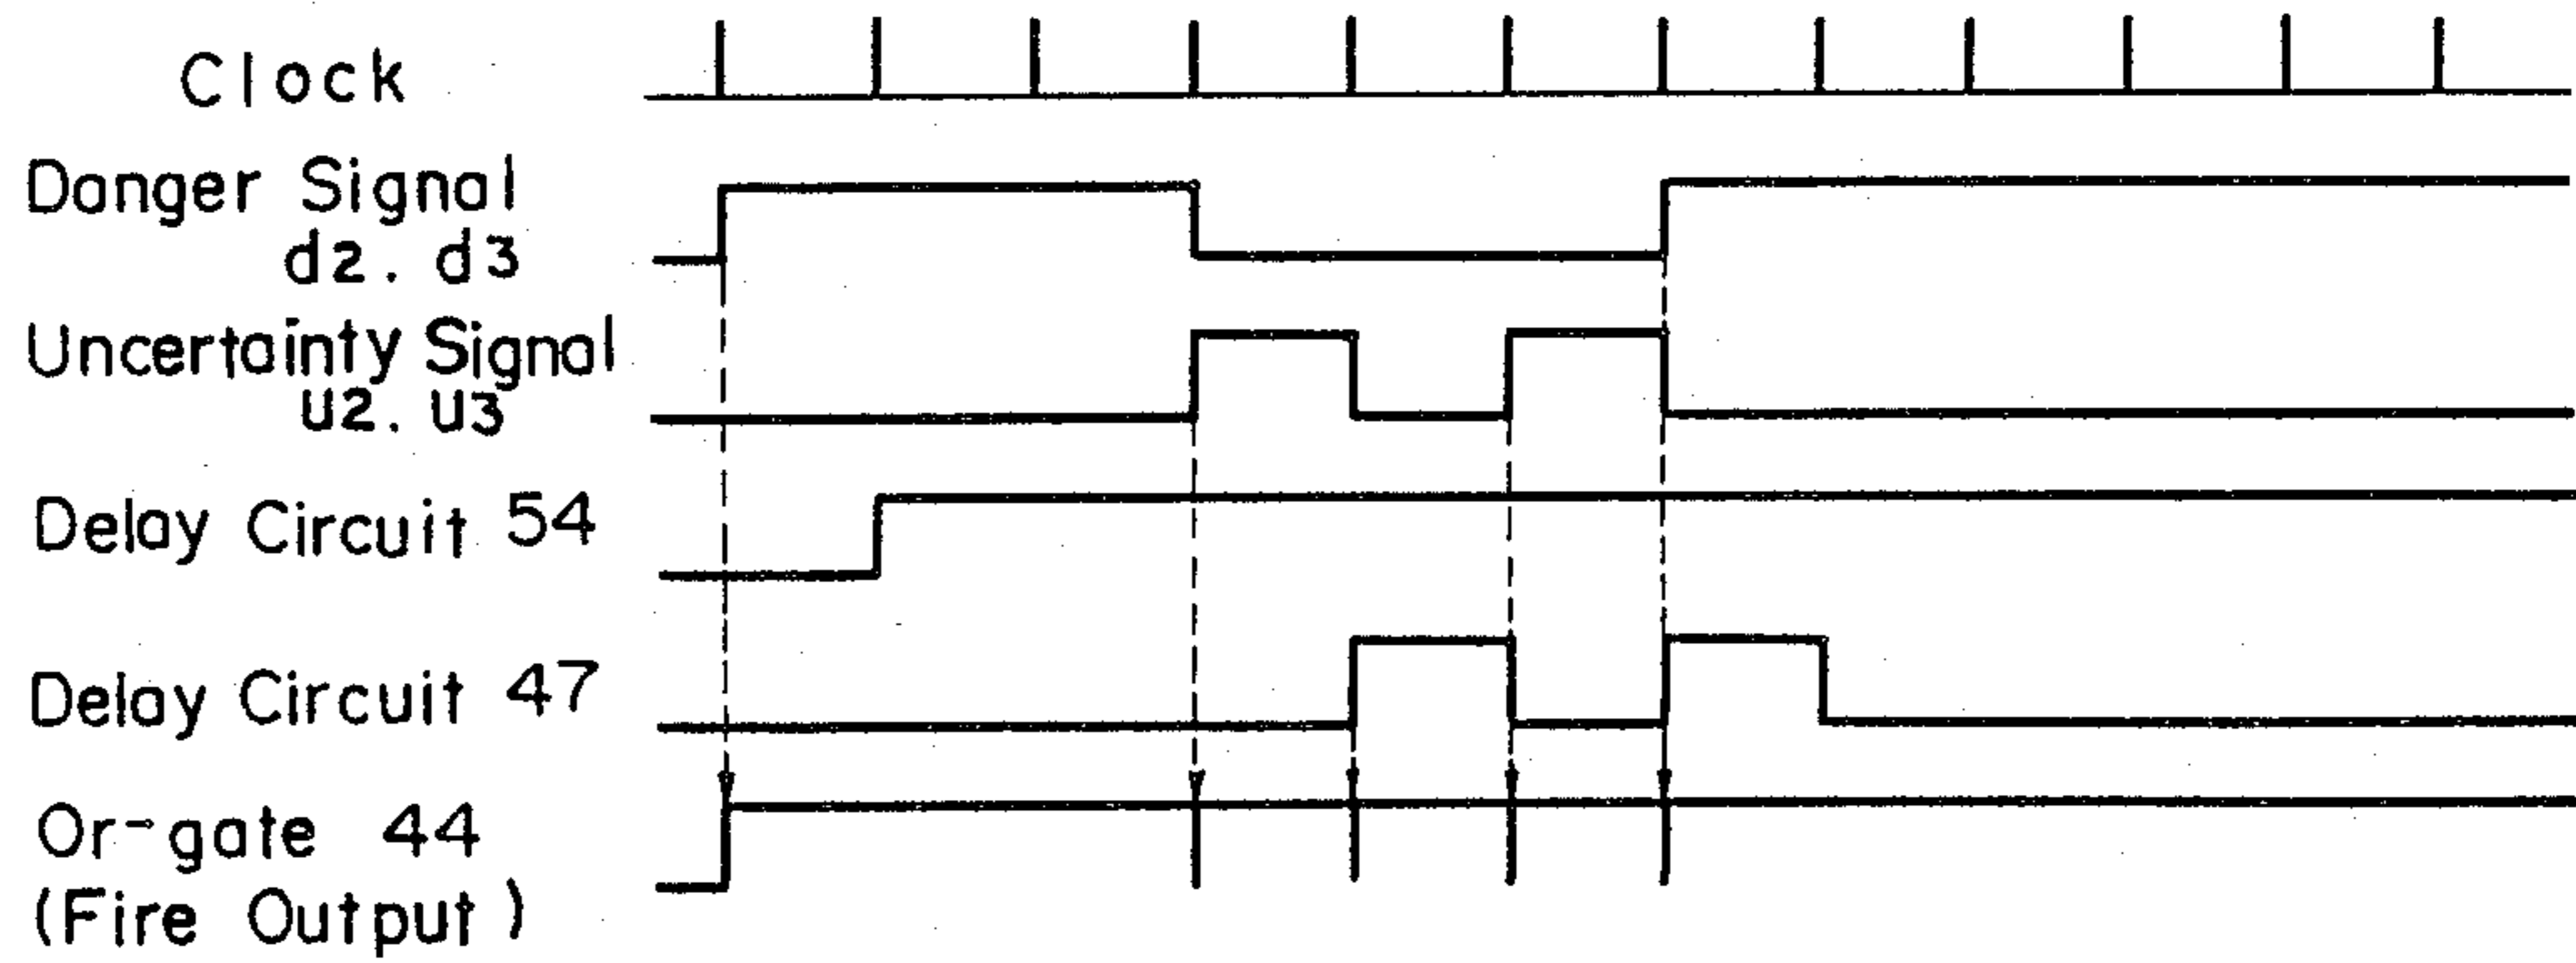 Clock
Danger Signal
d2. d3
Uncertainty Signal
u2. u3
Delay Circuit 54
Delay Circuit 47
Or-gate 44
(Fire Output)